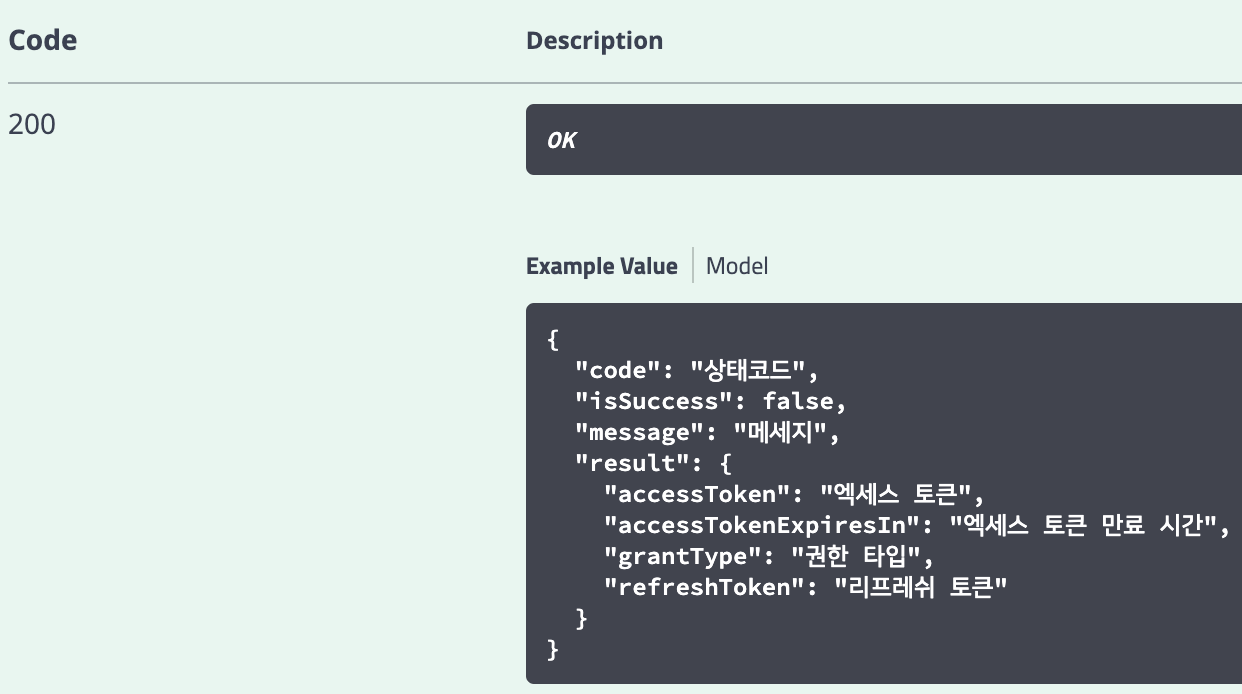 Code Description
200 OK
Example Value Model
{
  "code": "상태코드",
  "isSuccess": false,
  "message": "메세지",
  "result": {
    "accessToken": "엑세스 토큰",
    "accessTokenExpiresIn": "엑세스 토큰 만료 시간",
    "grantType": "권한 타입",
    "refreshToken": "리프레쉬 토큰"
  }
}